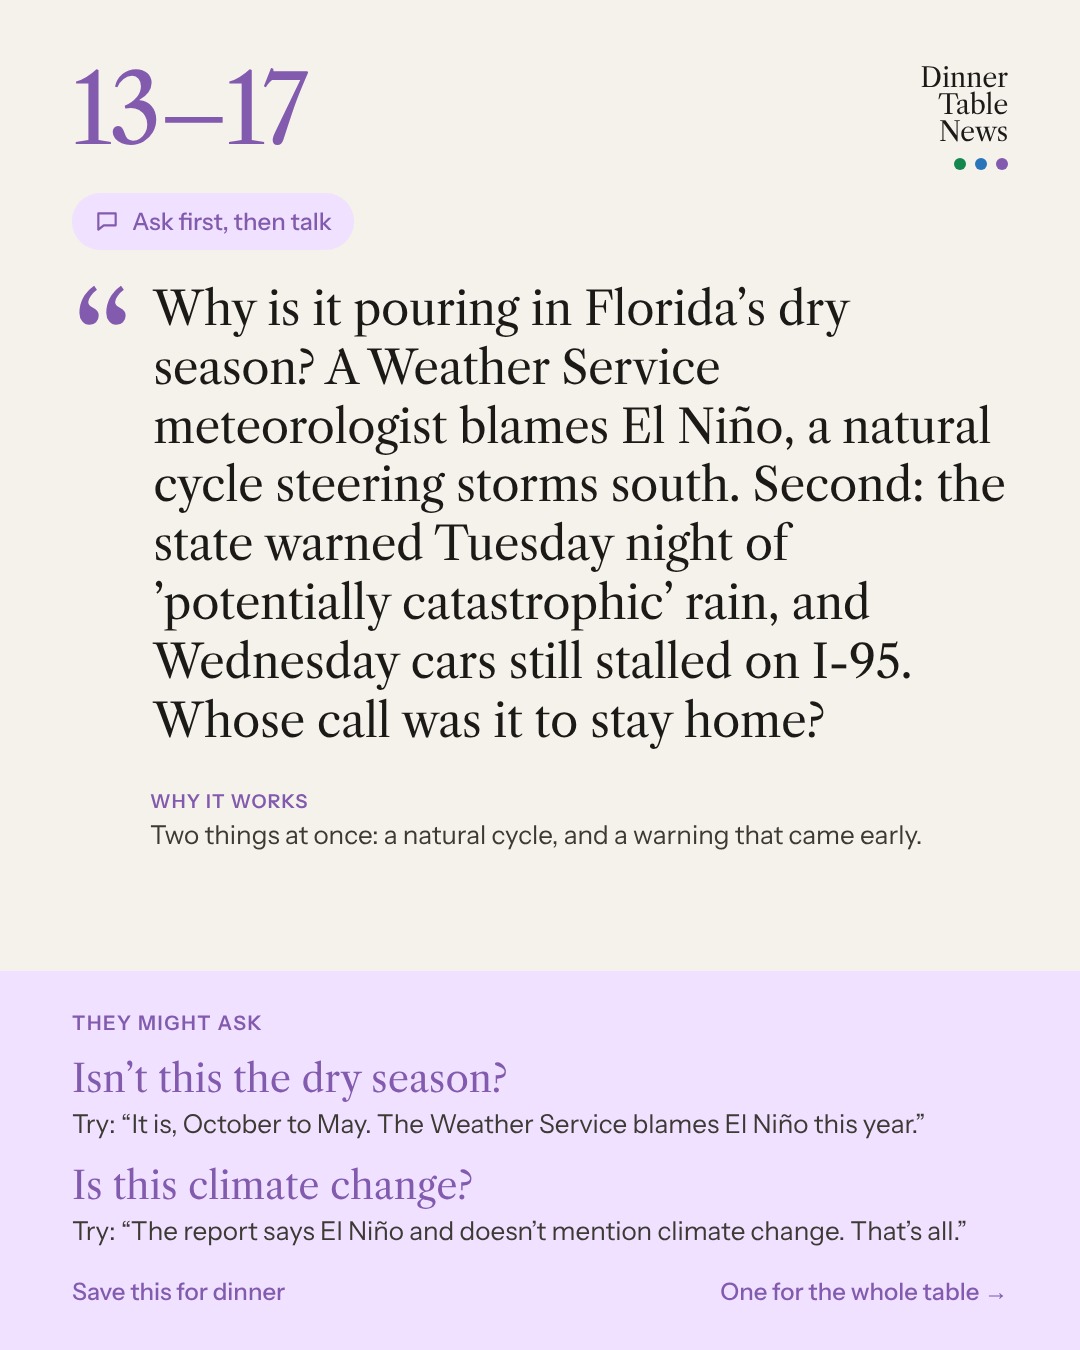 13–17
Dinner
Table
News
Ask first, then talk
“ Why is it pouring in Florida’s dry
season? A Weather Service
meteorologist blames El Niño, a natural
cycle steering storms south. Second: the
state warned Tuesday night of
’potentially catastrophic’ rain, and
Wednesday cars still stalled on I-95.
Whose call was it to stay home?
WHY IT WORKS
Two things at once: a natural cycle, and a warning that came early.
THEY MIGHT ASK
Isn’t this the dry season?
Try: “It is, October to May. The Weather Service blames El Niño this year.”
Is this climate change?
Try: “The report says El Niño and doesn’t mention climate change. That’s all.”
Save this for dinner
One for the whole table →